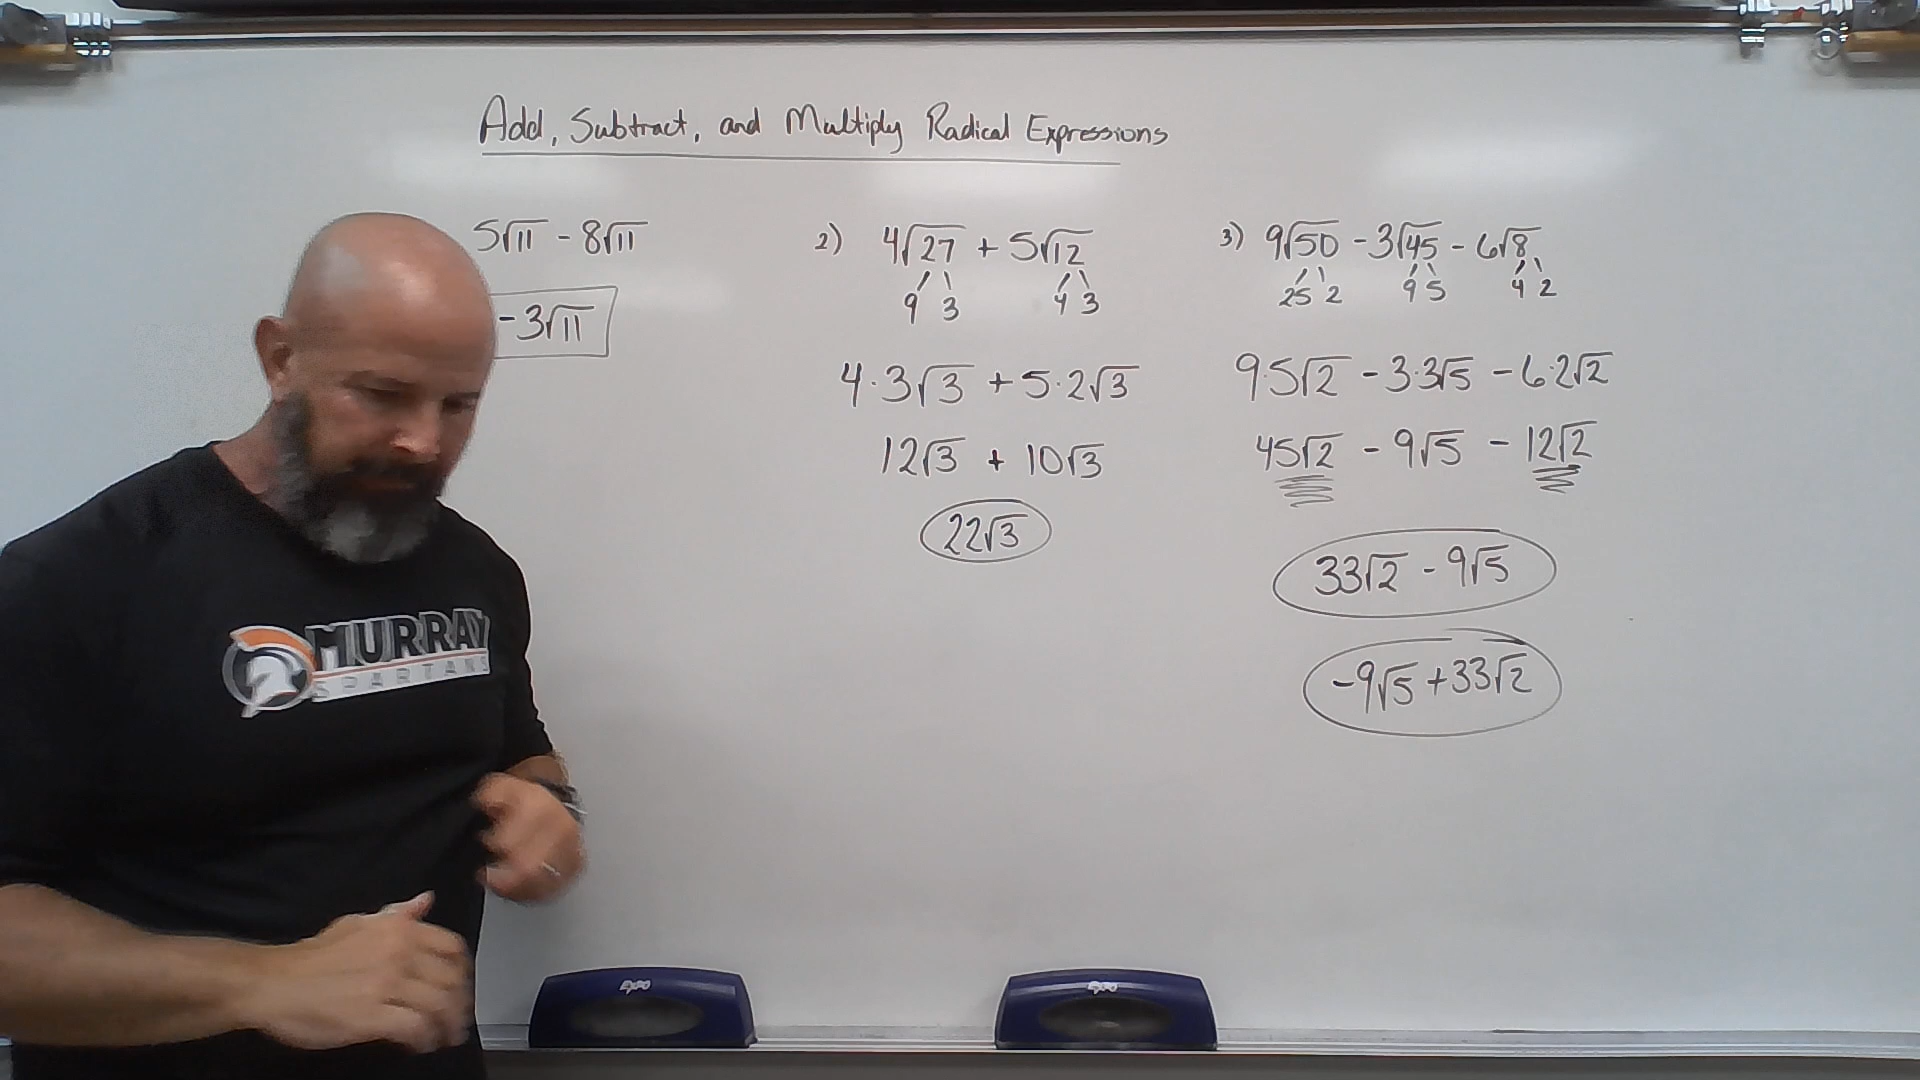 Add, Subtract, and Multiply Radical Expressions
5√11 - 8√11
-3√11
2) 4√27 + 5√12
9 3 4 3
4·3√3 + 5·2√3
12√3 + 10√3
22√3
3) 9√50 - 3√45 - 6√8
25 2 9 5 4 2
9·5√2 - 3·3√5 - 6·2√2
45√2 - 9√5 - 12√2
33√2 - 9√5
-9√5 + 33√2
MURRAY
SPARTANS
EXPO
EXPO